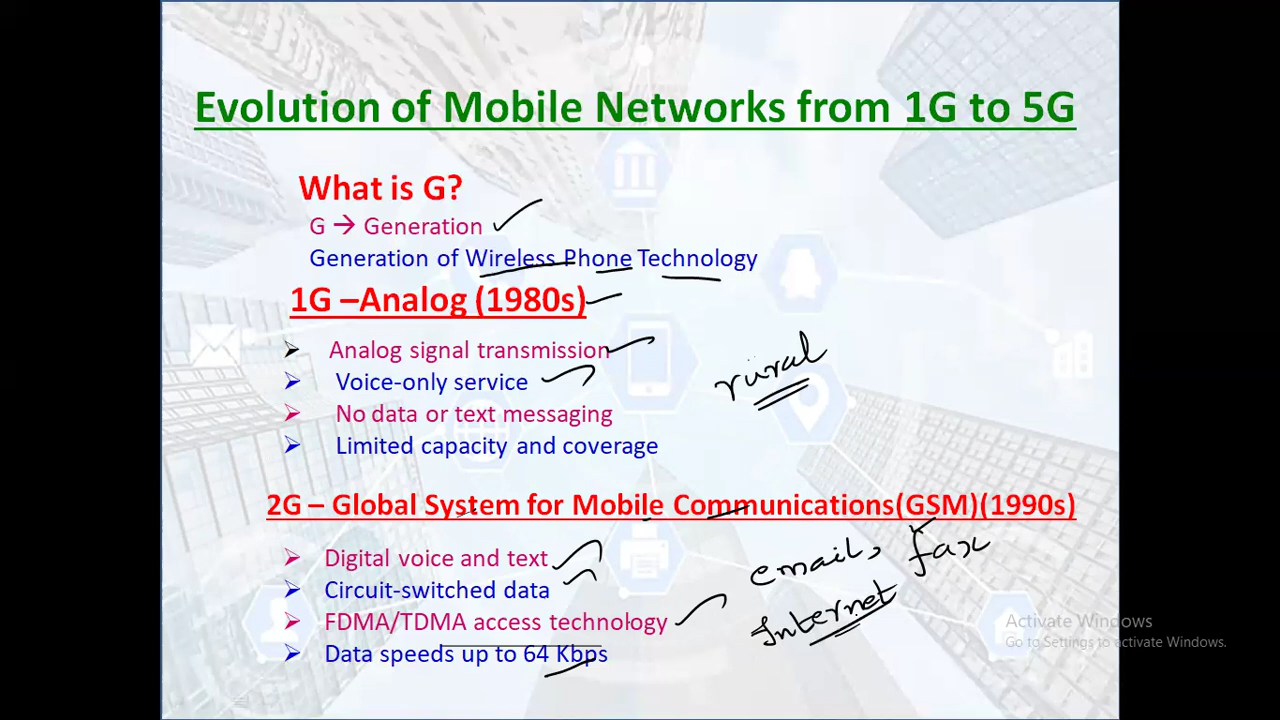 Evolution of Mobile Networks from 1G to 5G
What is G?
G → Generation
Generation of Wireless Phone Technology
1G –Analog (1980s)
Analog signal transmission
Voice-only service
rural
No data or text messaging
Limited capacity and coverage
2G – Global System for Mobile Communications(GSM)(1990s)
Digital voice and text
email, fax
Circuit-switched data
Internet
FDMA/TDMA access technology
Data speeds up to 64 Kbps
Activate Windows
Go to Settings to activate Windows.